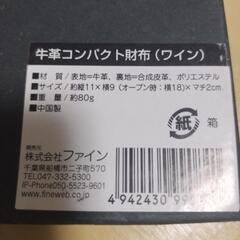 牛革コンパクト財布(ワイン)
■材 質 / 表地=牛革、裏地=合成皮革、ポリエステル
■サイズ / 約縦11×横9(オープン時:横18)×マチ2cm
■重 量 / 約80g
■中国製
紙 箱
発売元
株式会社ファイン
千葉県船橋市二子町570
TEL047-332-5300
IP-Phone050-5523-9601
www.fineweb.co.jp
4 942430 99